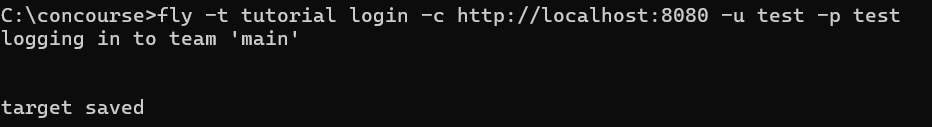 C:\concourse>fly -t tutorial login -c http://localhost:8080 -u test -p test
logging in to team 'main'
target saved